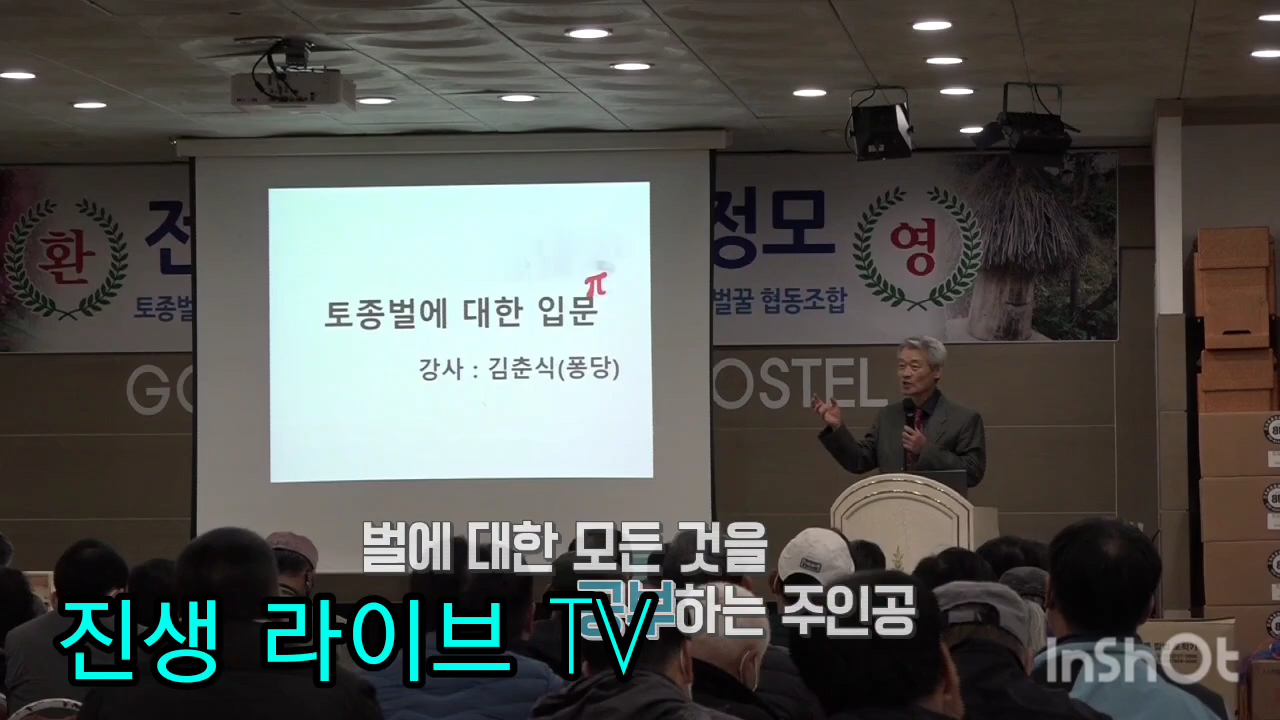 환
정모
영
토종벌
벌꿀 협동조합
π
토종벌에 대한 입문
강사 : 김춘식(퐁당)
OSTEL
벌에 대한 모든 것을
공부하는 주인공
진생 라이브 TV
InShOt